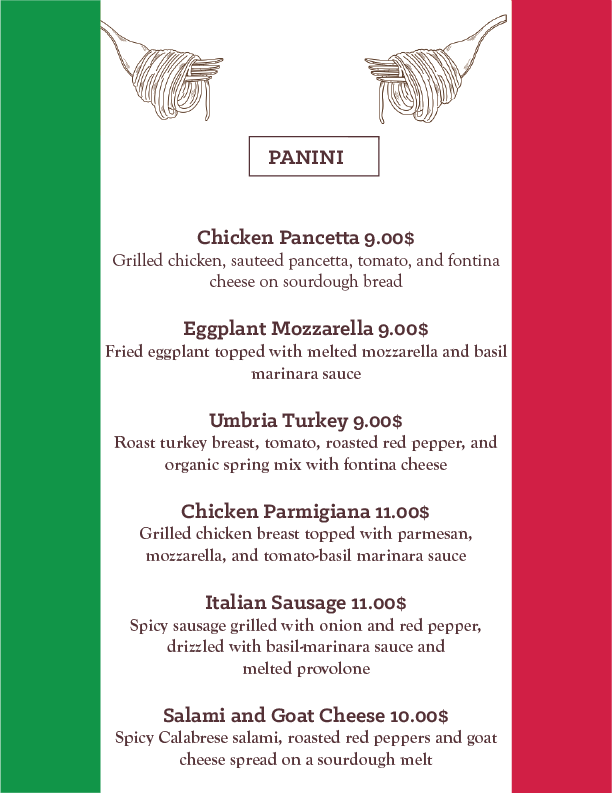 PANINI
Chicken Pancetta 9.00$
Grilled chicken, sauteed pancetta, tomato, and fontina
cheese on sourdough bread
Eggplant Mozzarella 9.00$
Fried eggplant topped with melted mozzarella and basil
marinara sauce
Umbria Turkey 9.00$
Roast turkey breast, tomato, roasted red pepper, and
organic spring mix with fontina cheese
Chicken Parmigiana 11.00$
Grilled chicken breast topped with parmesan,
mozzarella, and tomato-basil marinara sauce
Italian Sausage 11.00$
Spicy sausage grilled with onion and red pepper,
drizzled with basil-marinara sauce and
melted provolone
Salami and Goat Cheese 10.00$
Spicy Calabrese salami, roasted red peppers and goat
cheese spread on a sourdough melt